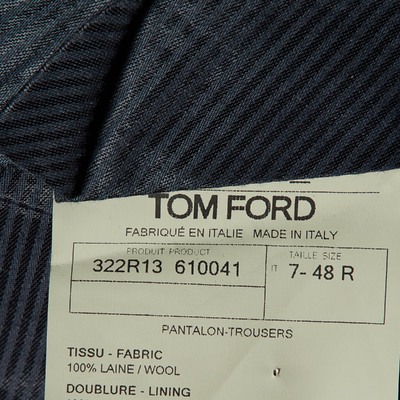 TOM FORD
FABRIQUÉ EN ITALIE MADE IN ITALY
PRODUIT PRODUCT
322R13 610041
TAILLE SIZE
IT 7- 48 R
PANTALON-TROUSERS
TISSU - FABRIC
100% LAINE / WOOL
DOUBLURE - LINING